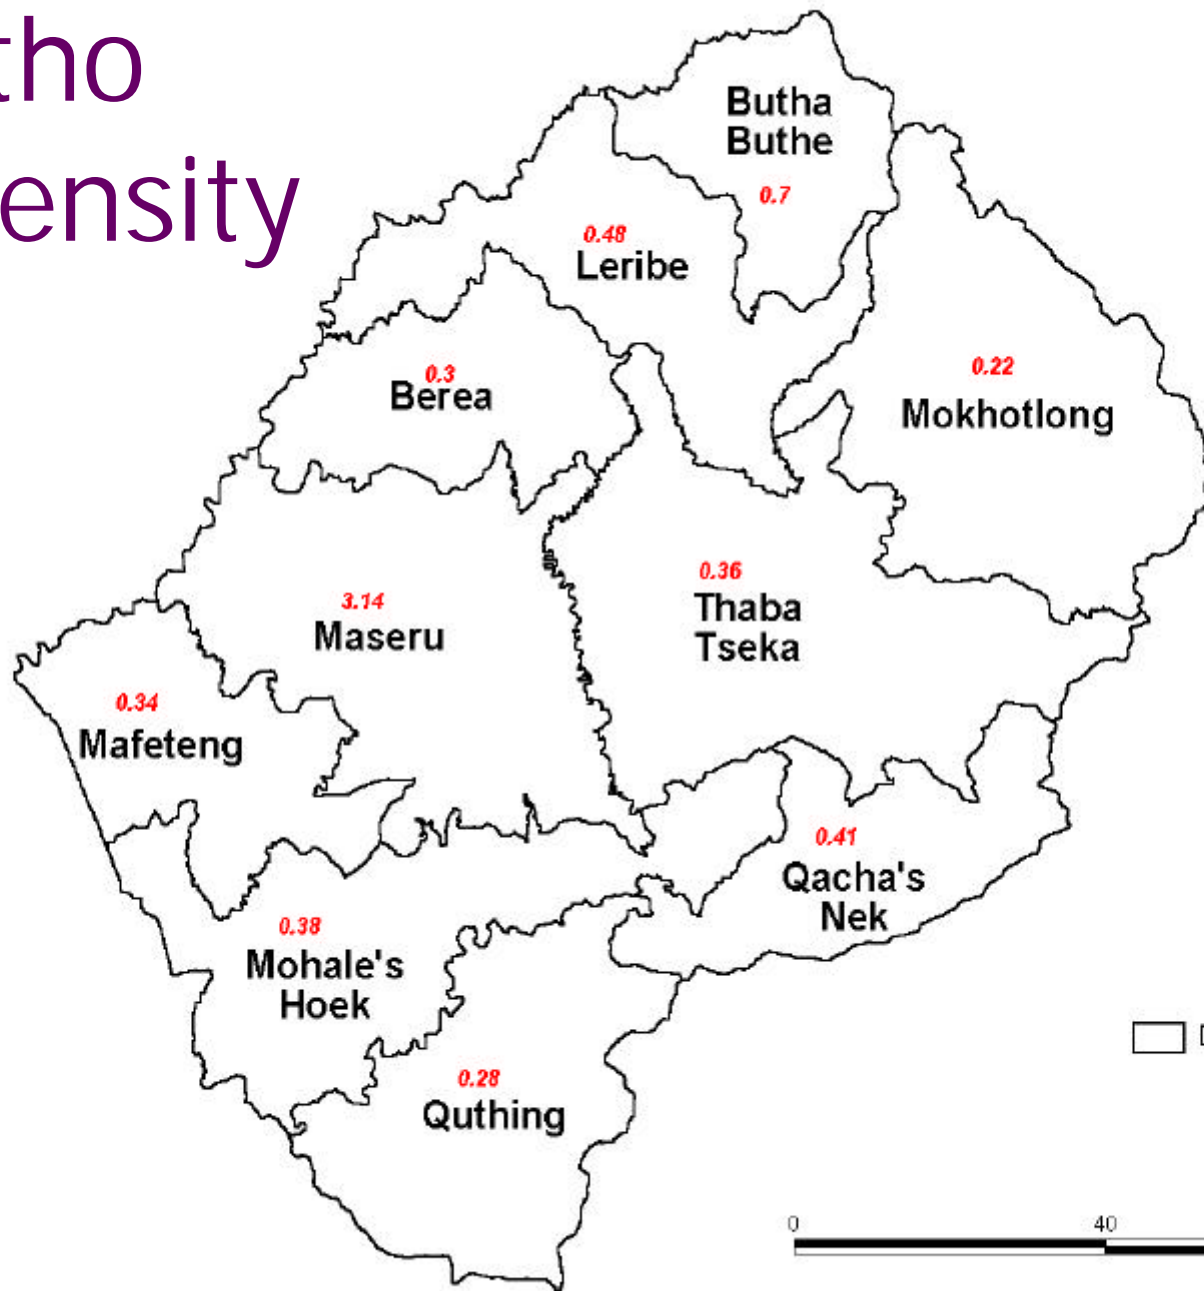 tho
ensity
Butha
Buthe
0.7
0.48
Leribe
0.3
Berea
0.22
Mokhotlong
0.36
Thaba
Tseka
3.14
Maseru
0.34
Mafeteng
0.41
Qacha's
Nek
0.38
Mohale's
Hoek
0.28
Quthing
0
40